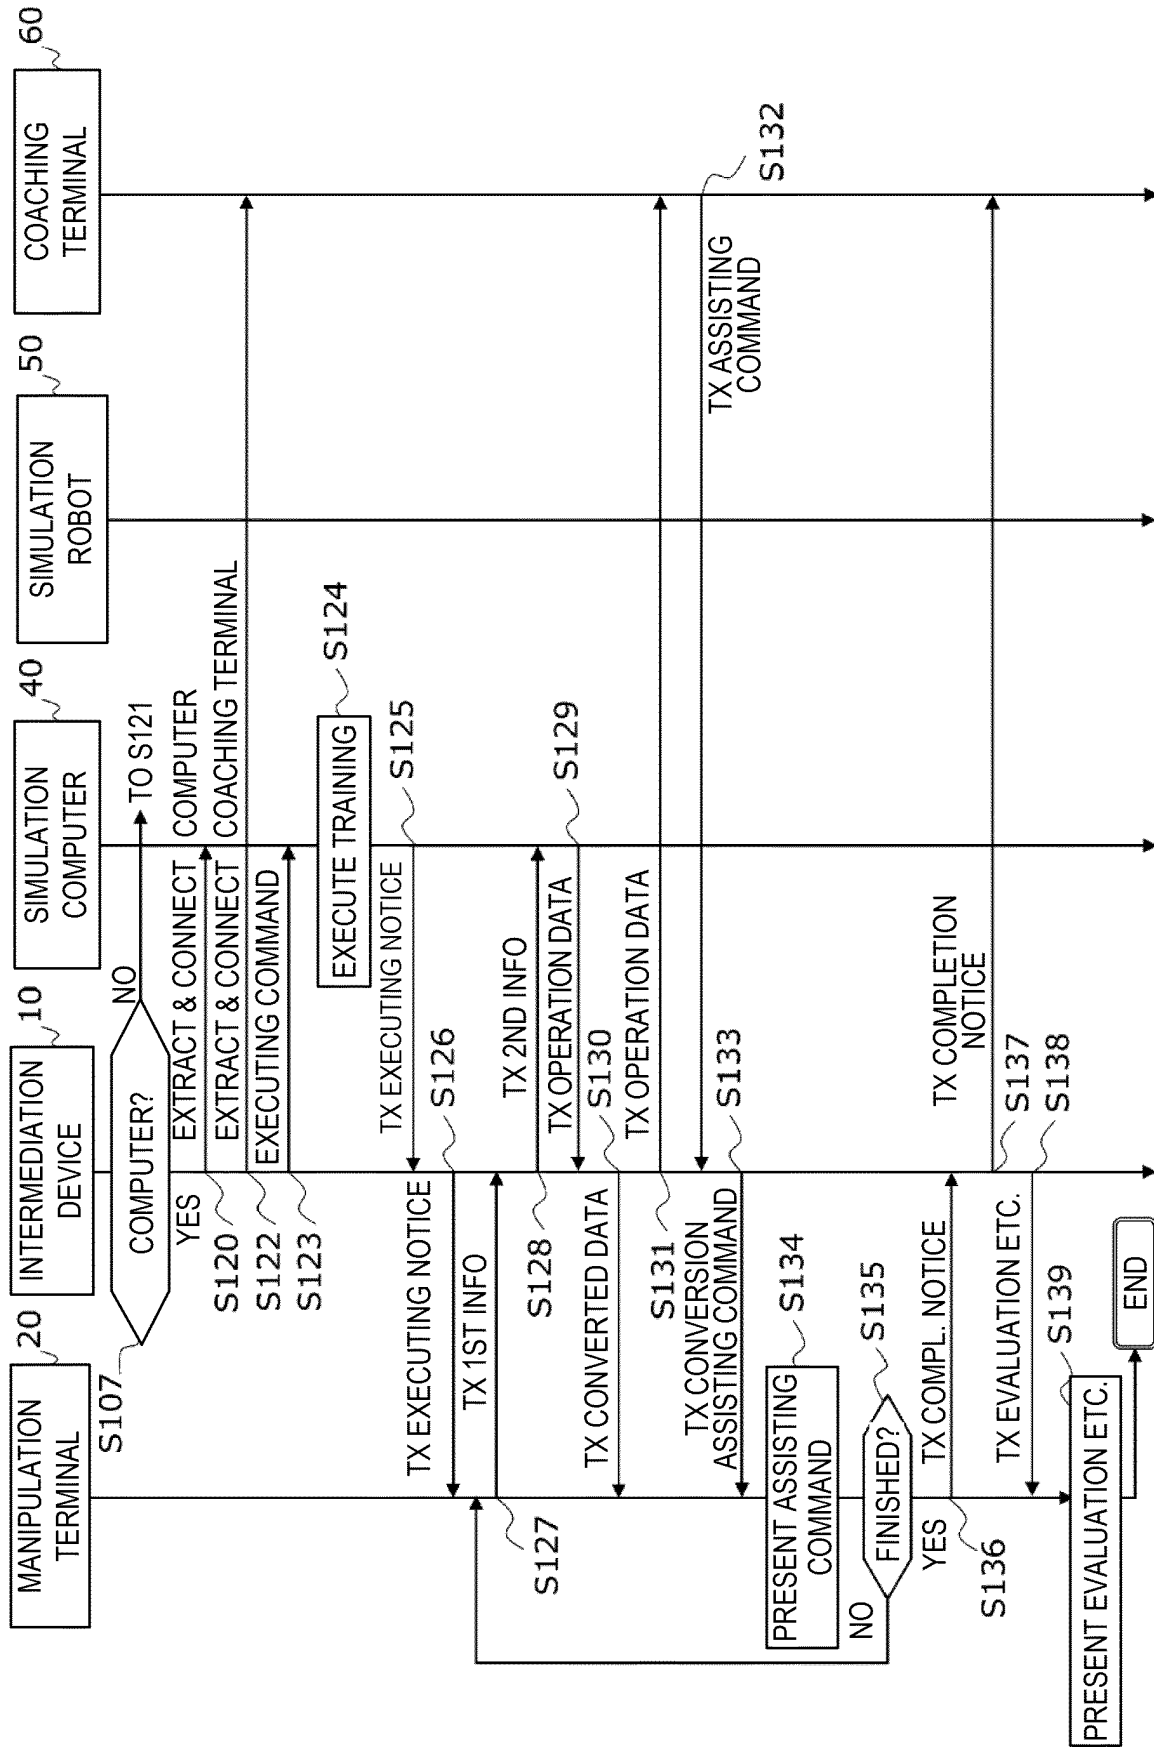 MANIPULATION
TERMINAL
20
INTERMEDIATION
DEVICE
10
SIMULATION
COMPUTER
40
SIMULATION
ROBOT
50
COACHING
TERMINAL
60
S107
COMPUTER?
NO
TO S121
YES
EXTRACT & CONNECT COMPUTER
S120
EXTRACT & CONNECT COACHING TERMINAL
S122
EXECUTING COMMAND
S123
EXECUTE TRAINING
S124
TX EXECUTING NOTICE
S125
TX EXECUTING NOTICE
S126
TX 1ST INFO
S127
TX 2ND INFO
S128
TX OPERATION DATA
S129
TX CONVERTED DATA
S130
TX OPERATION DATA
S131
TX ASSISTING
COMMAND
S132
TX CONVERSION
ASSISTING COMMAND
S133
PRESENT ASSISTING
COMMAND
S134
FINISHED?
S135
NO
YES
TX COMPL. NOTICE
S136
TX COMPLETION
NOTICE
S137
TX EVALUATION ETC.
S138
PRESENT EVALUATION ETC.
S139
END